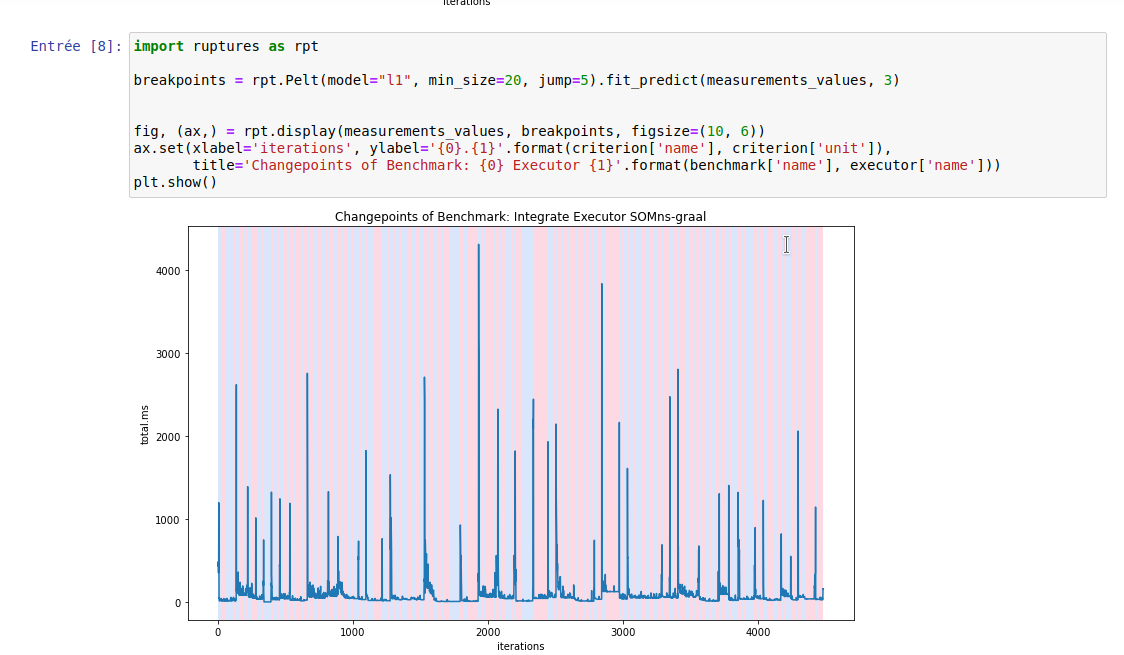 iterations
Entrée [8]: import ruptures as rpt
breakpoints = rpt.Pelt(model="l1", min_size=20, jump=5).fit_predict(measurements_values, 3)
fig, (ax,) = rpt.display(measurements_values, breakpoints, figsize=(10, 6))
ax.set(xlabel='iterations', ylabel='{0}.{1}'.format(criterion['name'], criterion['unit']),
title='Changepoints of Benchmark: {0} Executor {1}'.format(benchmark['name'], executor['name']))
plt.show()
Changepoints of Benchmark: Integrate Executor SOMns-graal
4000
3000
2000
1000
0
total.ms
0 1000 2000 3000 4000
iterations